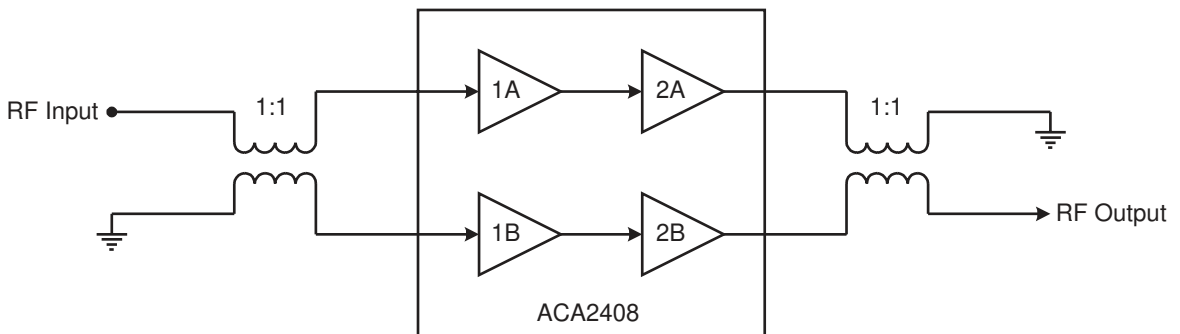 1A
2A
1:1
1:1
RF Input
RF Output
1B
2B
ACA2408